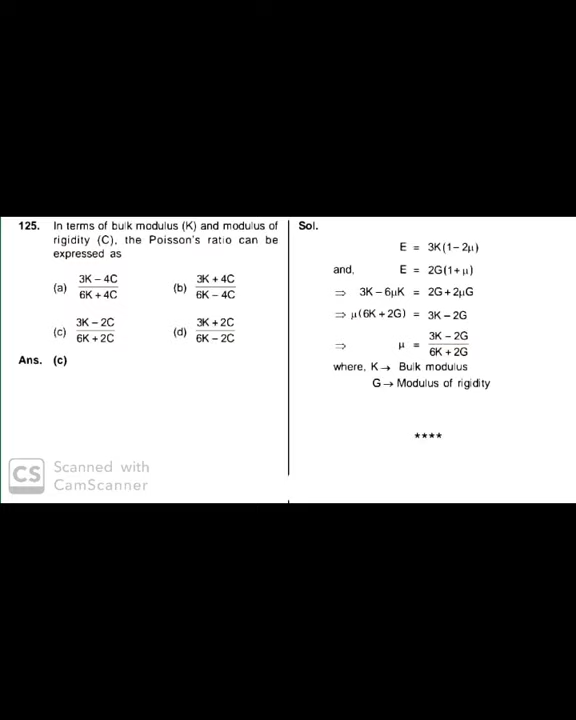 125. In terms of bulk modulus (K) and modulus of
rigidity (C), the Poisson's ratio can be
expressed as
(a) 3K – 4C / 6K + 4C (b) 3K + 4C / 6K – 4C
(c) 3K – 2C / 6K + 2C (d) 3K + 2C / 6K – 2C
Ans. (c)
Sol.
E = 3K(1 – 2μ)
and, E = 2G(1 + μ)
⇒ 3K – 6μK = 2G + 2μG
⇒ μ(6K + 2G) = 3K – 2G
⇒ μ = 3K – 2G / 6K + 2G
where, K → Bulk modulus
G → Modulus of rigidity
****
CS Scanned with
CamScanner